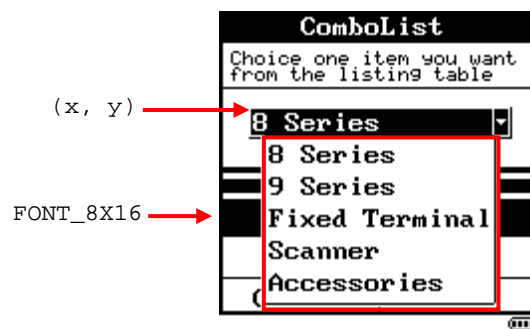 ComboList
Choice one item you want
from the listing table
(x, y)
8 Series
8 Series
9 Series
FONT_8X16
Fixed Terminal
Scanner
Accessories